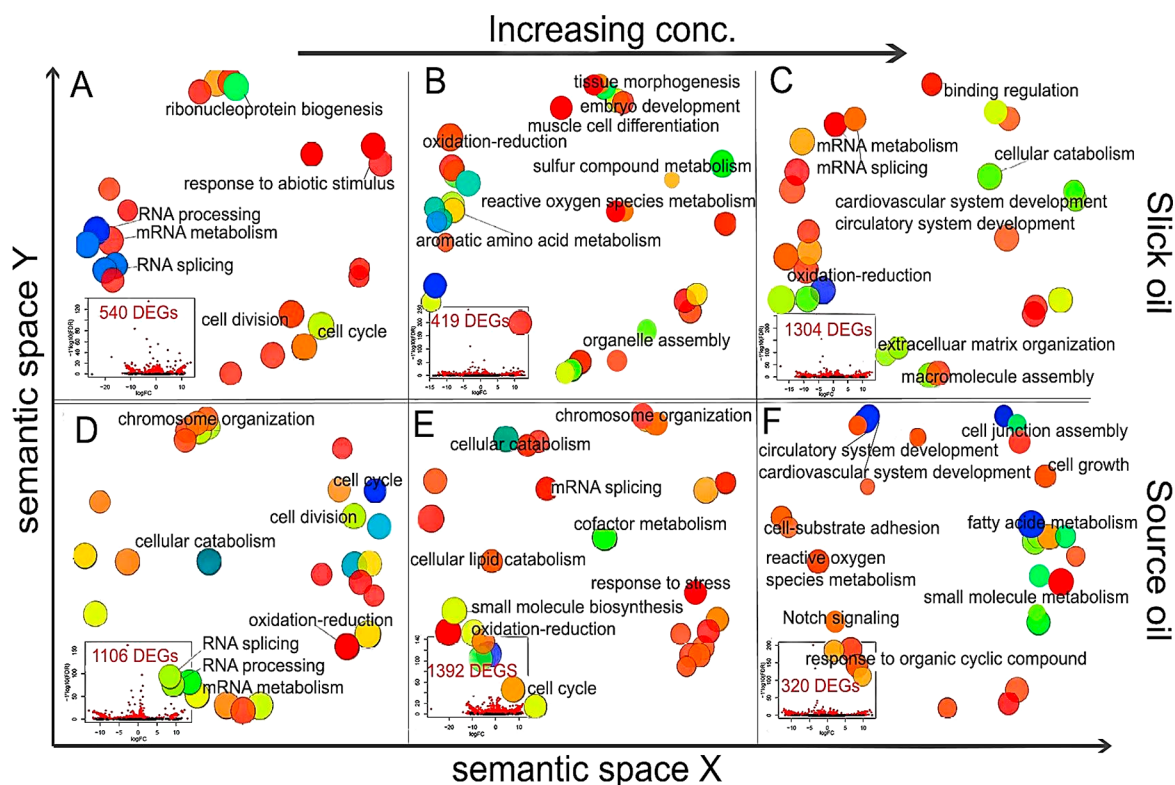 Increasing conc.
semantic space Y
semantic space X
Slick oil
Source oil
A
ribonucleoprotein biogenesis
response to abiotic stimulus
RNA processing
mRNA metabolism
RNA splicing
cell division
cell cycle
540 DEGs
logFC
B
tissue morphogenesis
embryo development
muscle cell differentiation
oxidation-reduction
sulfur compound metabolism
reactive oxygen species metabolism
aromatic amino acid metabolism
organelle assembly
419 DEGs
logFC
C
binding regulation
mRNA metabolism
mRNA splicing
cellular catabolism
cardiovascular system development
circulatory system development
oxidation-reduction
1304 DEGs
extracelluar matrix organization
macromolecule assembly
logFC
D
chromosome organization
cell cycle
cell division
cellular catabolism
oxidation-reduction
RNA splicing
1106 DEGs
RNA processing
mRNA metabolism
logFC
E
chromosome organization
cellular catabolism
mRNA splicing
cofactor metabolism
cellular lipid catabolism
response to stress
small molecule biosynthesis
oxidation-reduction
1392 DEGS
cell cycle
logFC
F
circulatory system development
cardiovascular system development
cell junction assembly
cell growth
cell-substrate adhesion
fatty acide metabolism
reactive oxygen
species metabolism
small molecule metabolism
Notch signaling
response to organic cyclic compound
320 DEGs
logFC